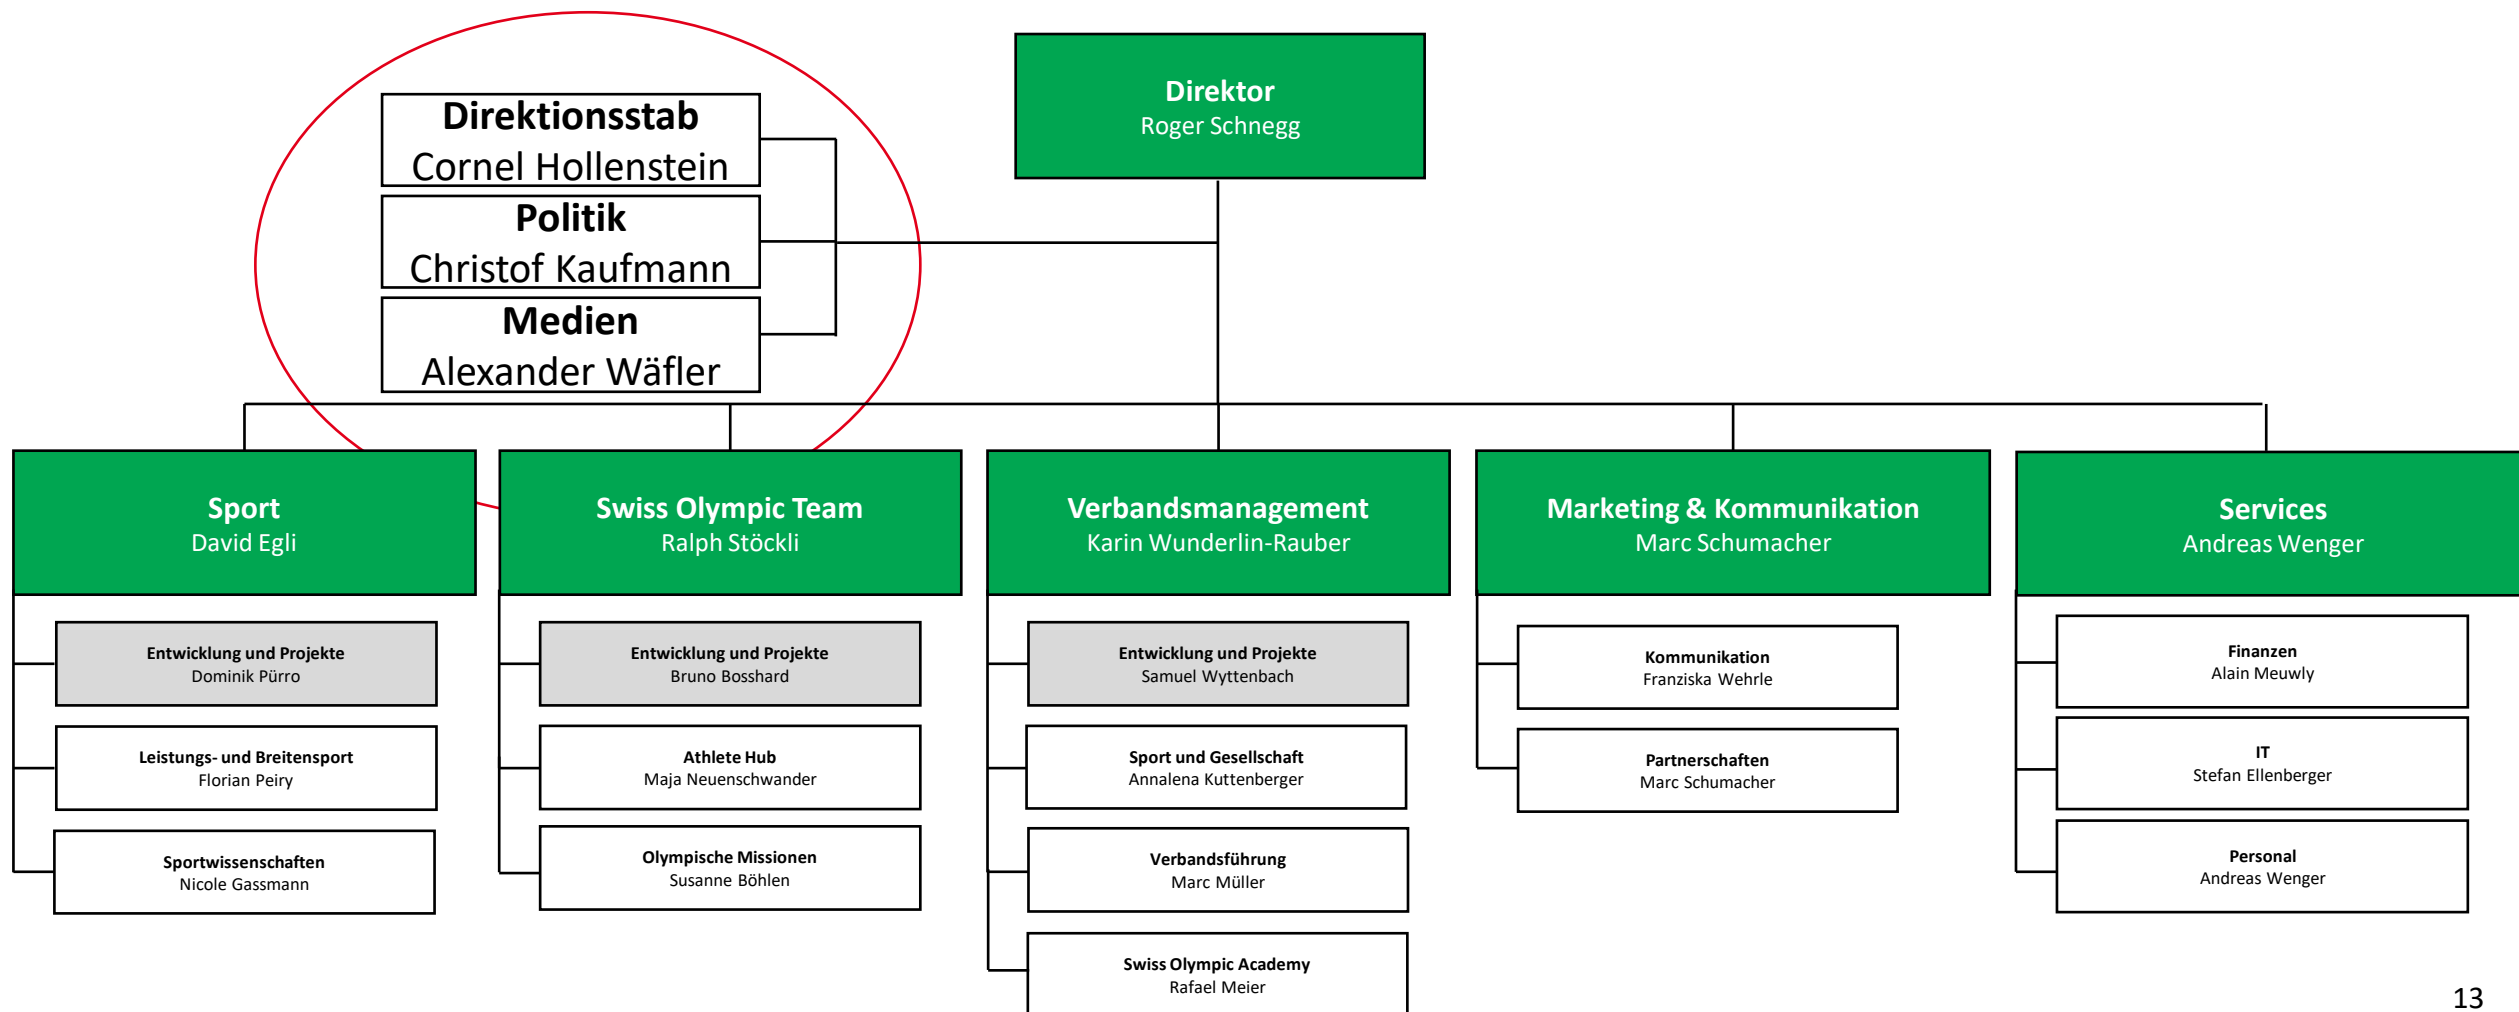 Direktor
Roger Schnegg
Direktionsstab
Cornel Hollenstein
Politik
Christof Kaufmann
Medien
Alexander Wäfler
Sport
David Egli
Swiss Olympic Team
Ralph Stöckli
Verbandsmanagement
Karin Wunderlin-Rauber
Marketing & Kommunikation
Marc Schumacher
Services
Andreas Wenger
Entwicklung und Projekte
Dominik Pürro
Leistungs- und Breitensport
Florian Peiry
Sportwissenschaften
Nicole Gassmann
Entwicklung und Projekte
Bruno Bosshard
Athlete Hub
Maja Neuenschwander
Olympische Missionen
Susanne Böhlen
Entwicklung und Projekte
Samuel Wyttenbach
Sport und Gesellschaft
Annalena Kuttenberger
Verbandsführung
Marc Müller
Swiss Olympic Academy
Rafael Meier
Kommunikation
Franziska Wehrle
Partnerschaften
Marc Schumacher
Finanzen
Alain Meuwly
IT
Stefan Ellenberger
Personal
Andreas Wenger
13